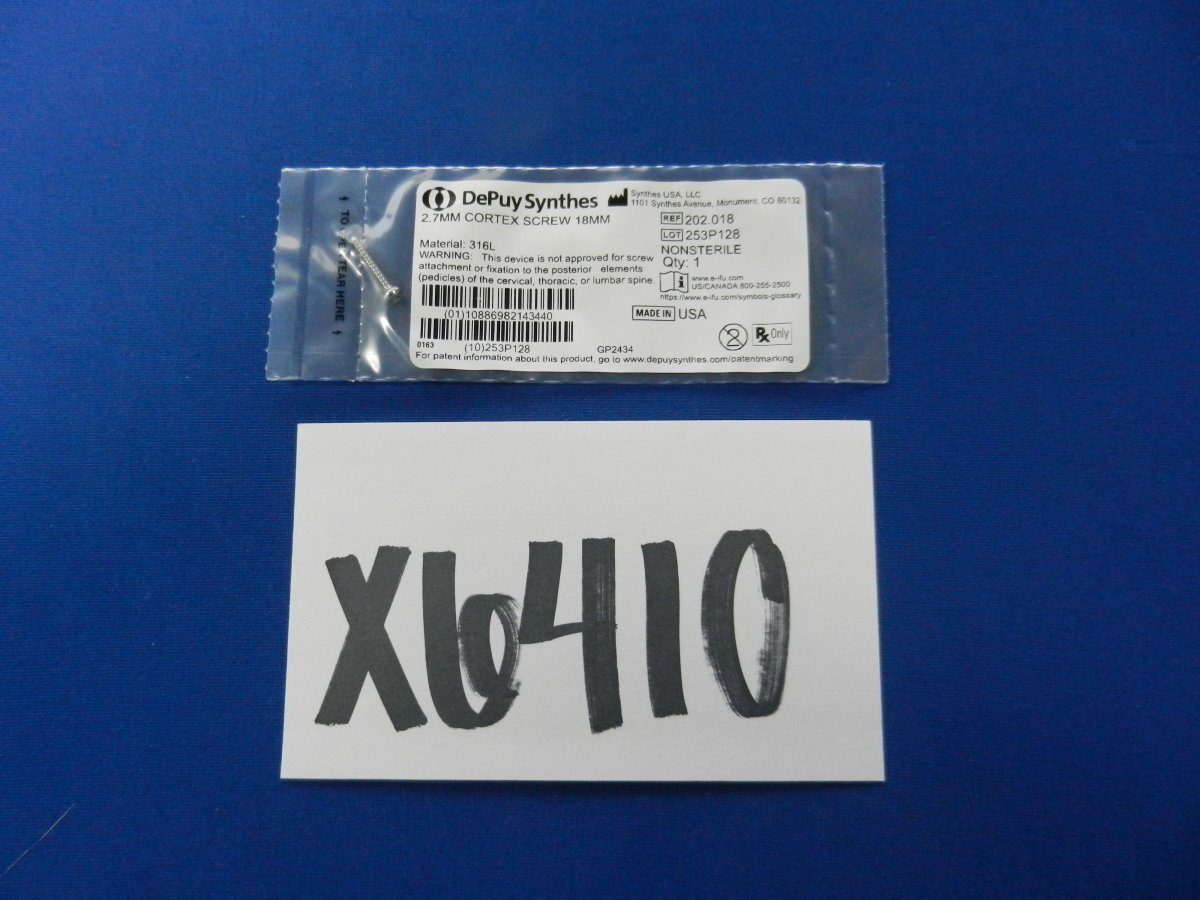 ↑ TO TEAR HERE ↑
DePuy Synthes
Synthes USA, LLC
1101 Synthes Avenue, Monument, CO 80132
2.7MM CORTEX SCREW 18MM
REF 202.018
LOT 253P128
NONSTERILE
Qty: 1
Material: 316L
WARNING: This device is not approved for screw
attachment or fixation to the posterior elements
(pedicles) of the cervical, thoracic, or lumbar spine.
i www.e-ifu.com
US/CANADA 800-255-2500
https://www.e-ifu.com/symbols-glossary
(01)10886982143440
MADE IN USA
0163
(10)253P128
GP2434
2
Rx Only
For patent information about this product, go to www.depuysynthes.com/patentmarking
X6410